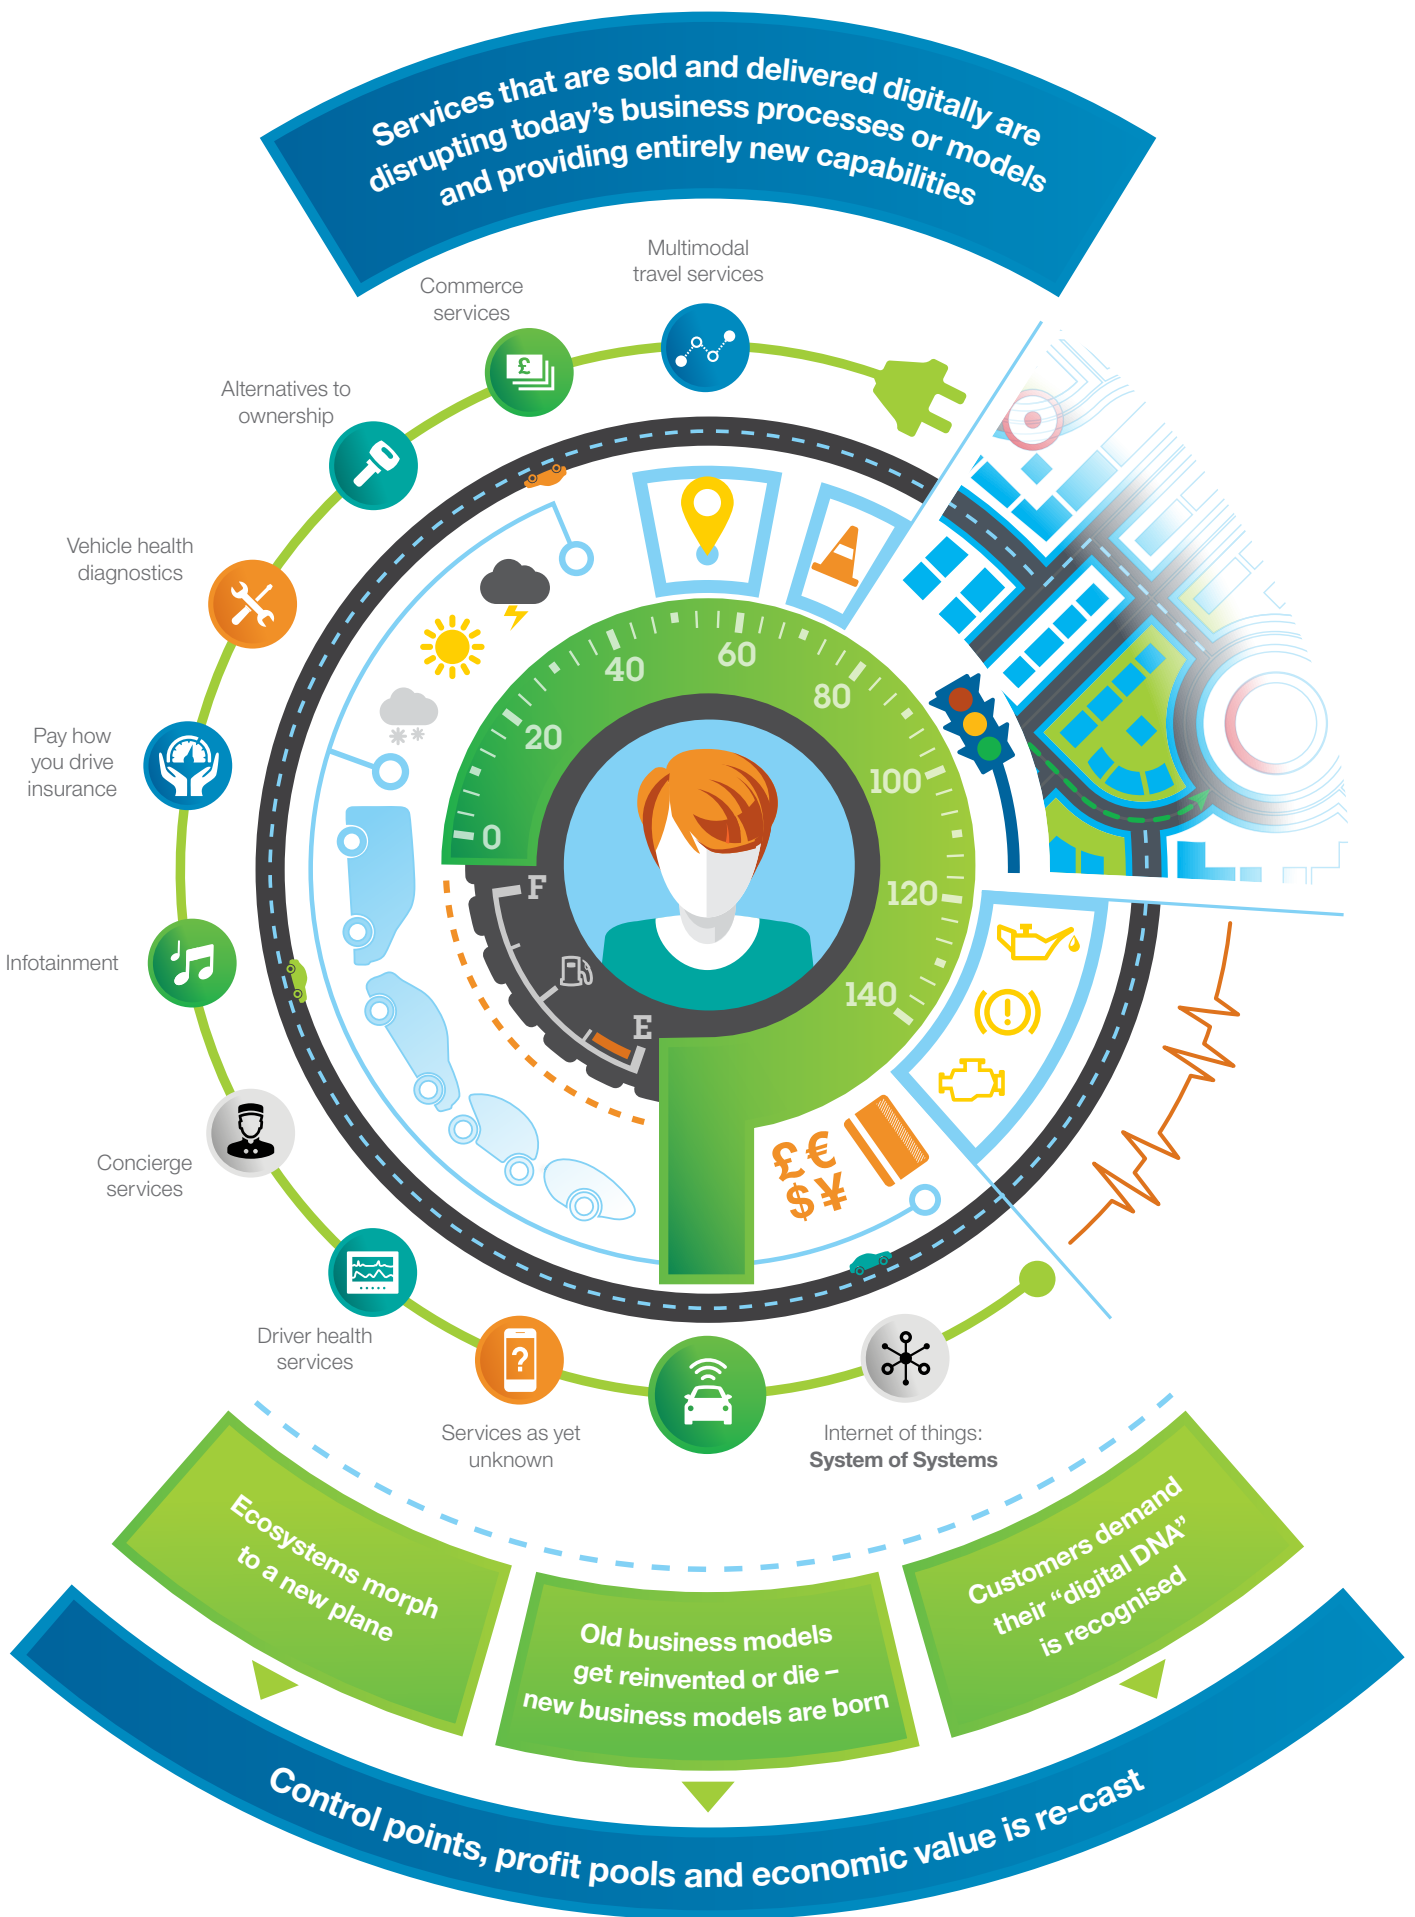 Services that are sold and delivered digitally are
disrupting today's business processes or models
and providing entirely new capabilities
Multimodal
travel services
Commerce
services
£
Alternatives to
ownership
Vehicle health
diagnostics
Pay how
you drive
insurance
Infotainment
Concierge
services
Driver health
services
?
Services as yet
unknown
Internet of things:
System of Systems
0
20
40
60
80
100
120
140
F
E
!
£€
$¥
Ecosystems morph
to a new plane
Old business models
get reinvented or die –
new business models are born
Customers demand
their “digital DNA”
is recognised
Control points, profit pools and economic value is re-cast